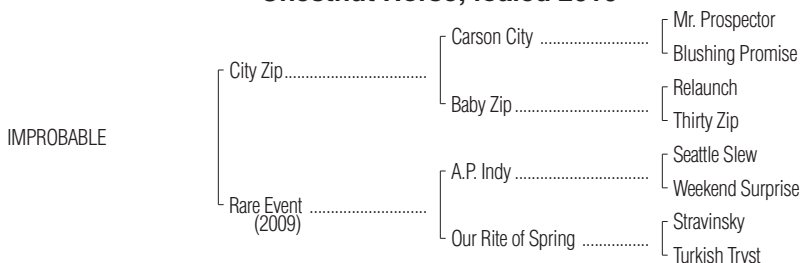 Chestnut Horse; foaled 2016
Mr. Prospector
Carson City ........................
Blushing Promise
City Zip................................
Relaunch
Baby Zip..............................
Thirty Zip
IMPROBABLE
Seattle Slew
A.P. Indy ..............................
Weekend Surprise
Rare Event ..........................
(2009)
Stravinsky
Our Rite of Spring ...............
Turkish Tryst